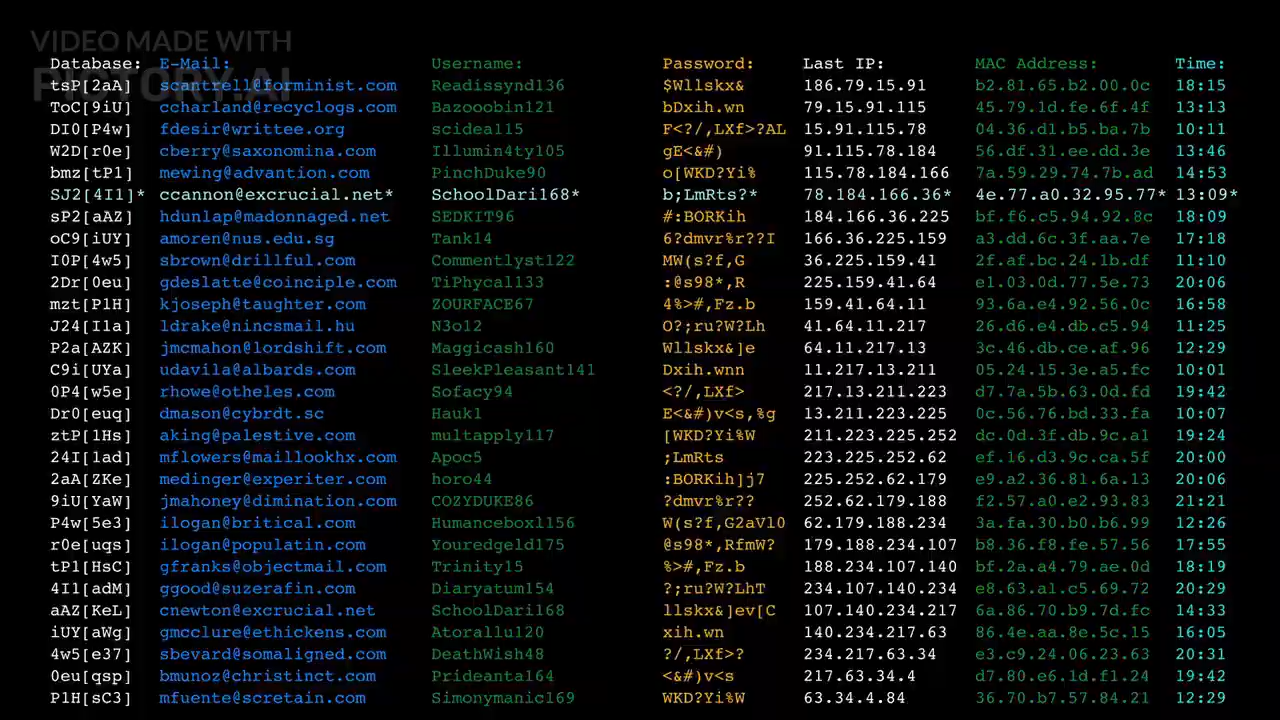 VIDEO MADE WITH
PICTORY.AI
Database: E-Mail: Username: Password: Last IP: MAC Address: Time:
tsP[2aA] scantrell@forminist.com Readissynd136 $Wllskx& 186.79.15.91 b2.81.65.b2.00.0c 18:15
ToC[9iU] ccharland@recyclogs.com Bazooobin121 bDxih.wn 79.15.91.115 45.79.1d.fe.6f.4f 13:13
DI0[P4w] fdesir@writtee.org scidea115 F<?/,LXf>?AL 15.91.115.78 04.36.d1.b5.ba.7b 10:11
W2D[r0e] cberry@saxonomina.com Illumin4ty105 gE<&#) 91.115.78.184 56.df.31.ee.dd.3e 13:46
bmz[tP1] mewing@advantion.com PinchDuke90 o[WKD?Yi% 115.78.184.166 7a.59.29.74.7b.ad 14:53
SJ2[4I1]* ccannon@excrucial.net* SchoolDari168* b;LmRts?* 78.184.166.36* 4e.77.a0.32.95.77* 13:09*
sP2[aAZ] hdunlap@madonnaged.net SEDKIT96 #:BORKih 184.166.36.225 bf.f6.c5.94.92.8c 18:09
oC9[iUY] amoren@nus.edu.sg Tank14 6?dmvr%r??I 166.36.225.159 a3.dd.6c.3f.aa.7e 17:18
I0P[4w5] sbrown@drillful.com Commentlyst122 MW(s?f,G 36.225.159.41 2f.af.bc.24.1b.df 11:10
2Dr[0eu] gdeslatte@coinciple.com TiPhycal133 :@s98*,R 225.159.41.64 e1.03.0d.77.5e.73 20:06
mzt[P1H] kjoseph@taughter.com ZOURFACE67 4%>#,Fz.b 159.41.64.11 93.6a.e4.92.56.0c 16:58
J24[I1a] ldrake@nincsmail.hu N3o12 O?;ru?W?Lh 41.64.11.217 26.d6.e4.db.c5.94 11:25
P2a[AZK] jmcmahon@lordshift.com Maggicash160 Wllskx&]e 64.11.217.13 3c.46.db.ce.af.96 12:29
C9i[UYa] udavila@albards.com SleekPleasant141 Dxih.wnn 11.217.13.211 05.24.15.3e.a5.fc 10:01
0P4[w5e] rhowe@otheles.com Sofacy94 <?/,LXf> 217.13.211.223 d7.7a.5b.63.0d.fd 19:42
Dr0[euq] dmason@cybrdt.sc Hauk1 E<&#)v<s,%g 13.211.223.225 0c.56.76.bd.33.fa 10:07
ztP[1Hs] aking@palestive.com multapply117 [WKD?Yi%W 211.223.225.252 dc.0d.3f.db.9c.a1 19:24
24I[1ad] mflowers@maillookhx.com Apoc5 ;LmRts 223.225.252.62 ef.16.d3.9c.ca.5f 20:00
2aA[ZKe] medinger@experiter.com horo44 :BORKih]j7 225.252.62.179 e9.a2.36.81.6a.13 20:06
9iU[YaW] jmahoney@dimination.com COZYDUKE86 ?dmvr%r?? 252.62.179.188 f2.57.a0.e2.93.83 21:21
P4w[5e3] ilogan@britical.com Humanebox1156 W(s?f,G2aVl0 62.179.188.234 3a.fa.30.b0.b6.99 12:26
r0e[uqs] ilogan@populatin.com Youredgeld175 @s98*,RfmW? 179.188.234.107 b8.36.f8.fe.57.56 17:55
tP1[HsC] gfranks@objectmail.com Trinity15 %>#,Fz.b 188.234.107.140 bf.2a.a4.79.ae.0d 18:19
4I1[adM] ggood@suzerafin.com Diaryatum154 ?;ru?W?LhT 234.107.140.234 e8.63.a1.c5.69.72 20:29
aAZ[KeL] cnewton@excrucial.net SchoolDari168 llskx&]ev[C 107.140.234.217 6a.86.70.b9.7d.fc 14:33
iUY[aWg] gmcclure@ethickens.com Atorallu120 xih.wn 140.234.217.63 86.4e.aa.8e.5c.15 16:05
4w5[e37] sbevard@somaligned.com DeathWish48 ?/,LXf>? 234.217.63.34 e3.c9.24.06.23.63 20:31
0eu[qsp] bmunoz@christinct.com Prideanta164 <&#)v<s 217.63.34.4 d7.80.e6.1d.f1.24 19:42
P1H[sC3] mfuente@scretain.com Simonymanic169 WKD?Yi%W 63.34.4.84 36.70.b7.57.84.21 12:29